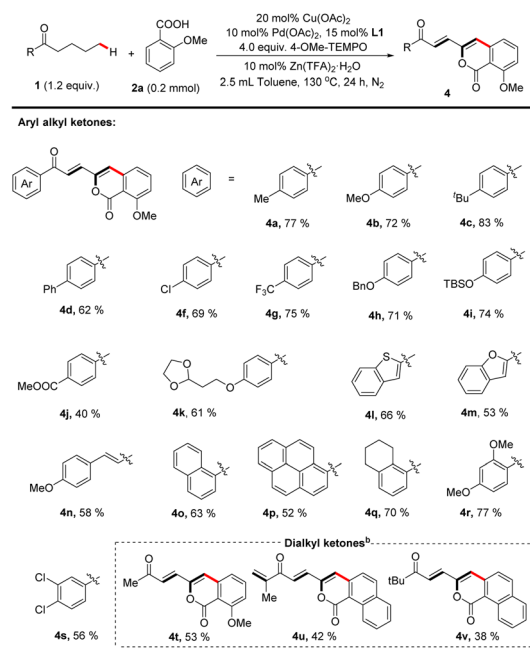 O
R
H
1 (1.2 equiv.)
+
COOH
OMe
2a (0.2 mmol)
20 mol% Cu(OAc)₂
10 mol% Pd(OAc)₂, 15 mol% L1
4.0 equiv. 4-OMe-TEMPO
10 mol% Zn(TFA)₂·H₂O
2.5 mL Toluene, 130 ⁰C, 24 h, N₂
O
R
O
O
OMe
4
Aryl alkyl ketones:
O
Ar
O
O
OMe
Ar
=
Me
4a, 77 %
MeO
4b, 72 %
ᵗBu
4c, 83 %
Ph
4d, 62 %
Cl
4f, 69 %
F₃C
4g, 75 %
BnO
4h, 71 %
TBSO
4i, 74 %
MeOOC
4j, 40 %
O
O
O
4k, 61 %
S
4l, 66 %
O
4m, 53 %
MeO
4n, 58 %
4o, 63 %
4p, 52 %
4q, 70 %
OMe
MeO
4r, 77 %
Cl
Cl
4s, 56 %
Dialkyl ketonesᵇ
O
Me
O
O
OMe
4t, 53 %
O
Me
O
O
4u, 42 %
O
tBu
O
O
4v, 38 %